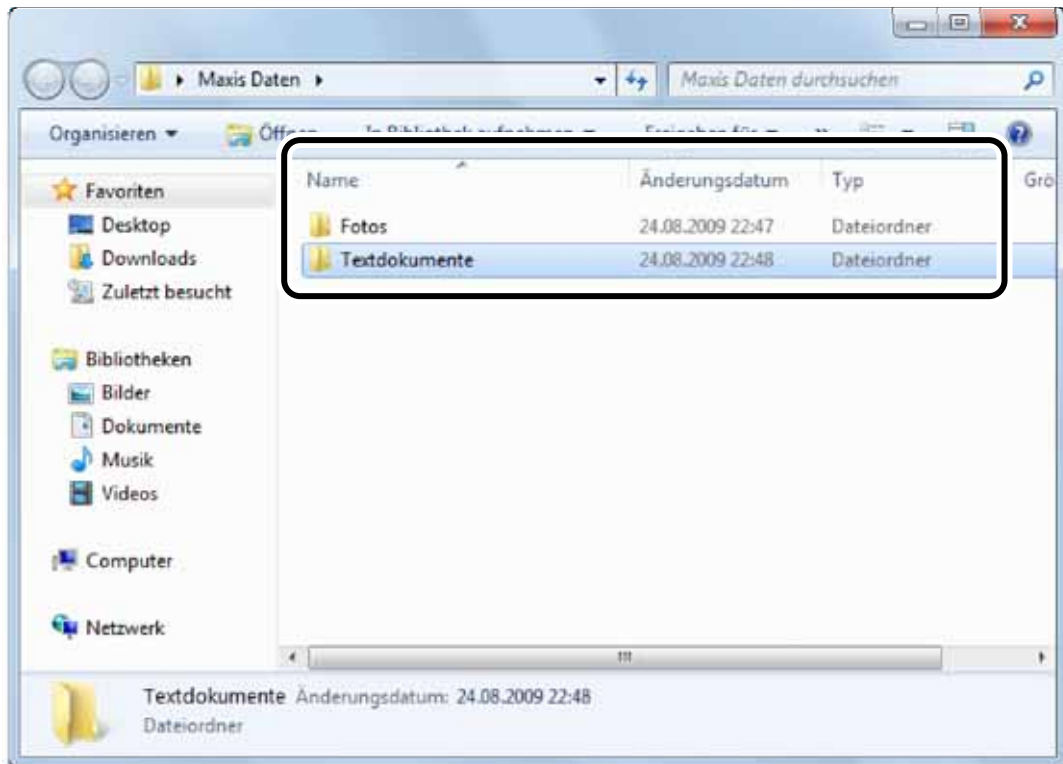 Maxis Daten
Maxis Daten durchsuchen
Organisieren
Name Änderungsdatum Typ Grö
Favoriten
Fotos 24.08.2009 22:47 Dateiordner
Desktop
Textdokumente 24.08.2009 22:48 Dateiordner
Downloads
Zuletzt besucht
Bibliotheken
Bilder
Dokumente
Musik
Videos
Computer
Netzwerk
Textdokumente Änderungsdatum: 24.08.2009 22:48
Dateiordner